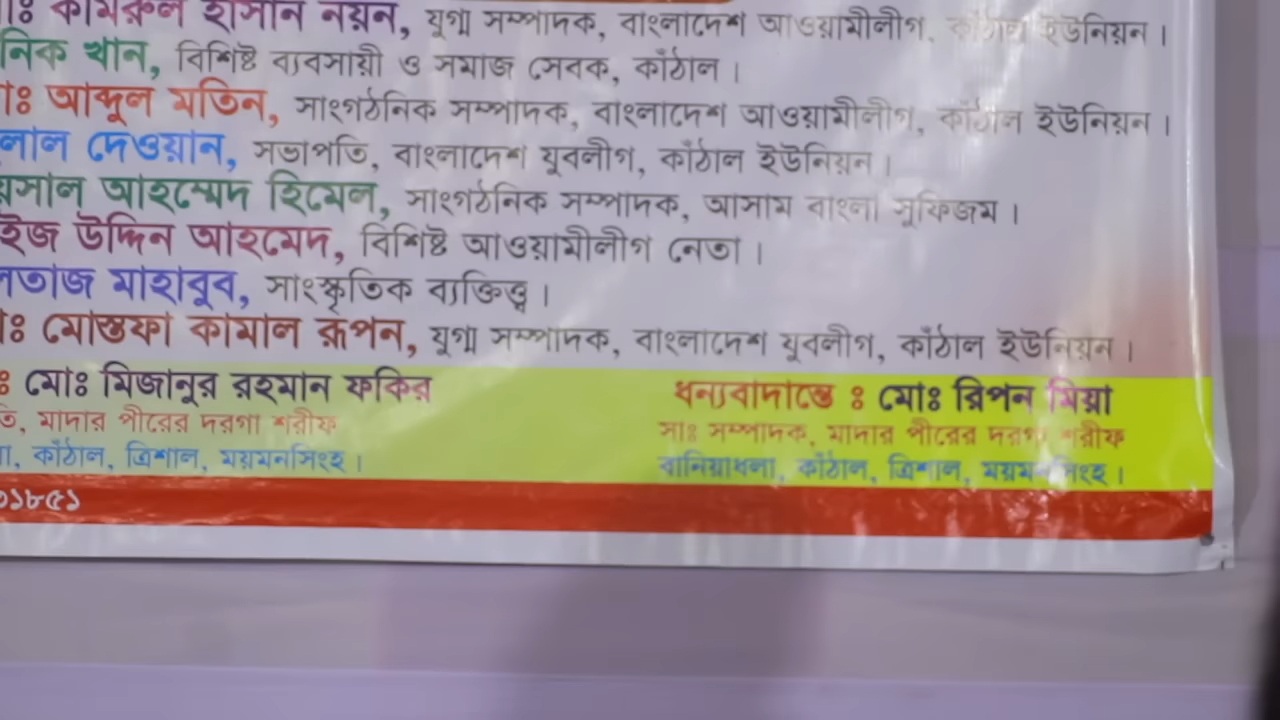 কামরুল হাসান নয়ন, যুগ্ম সম্পাদক, বাংলাদেশ আওয়ামীলীগ, কাঁঠাল ইউনিয়ন।
খান, বিশিষ্ট ব্যবসায়ী ও সমাজ সেবক, কাঁঠাল।
আব্দুল মতিন, সাংগঠনিক সম্পাদক, বাংলাদেশ আওয়ামীলীগ, কাঁঠাল ইউনিয়ন।
দেওয়ান, সভাপতি, বাংলাদেশ যুবলীগ, কাঁঠাল ইউনিয়ন।
আহম্মেদ হিমেল, সাংগঠনিক সম্পাদক, আসাম বাংলা সুফিজম।
উদ্দিন আহমেদ, বিশিষ্ট আওয়ামীলীগ নেতা।
মাহাবুব, সাংস্কৃতিক ব্যক্তিত্ত্ব।
মোস্তফা কামাল রূপন, যুগ্ম সম্পাদক, বাংলাদেশ যুবলীগ, কাঁঠাল ইউনিয়ন।
মোঃ মিজানুর রহমান ফকির
মাদার পীরের দরগা শরীফ
কাঁঠাল, ত্রিশাল, ময়মনসিংহ।
ধন্যবাদান্তে ঃ মোঃ রিপন মিয়া
সাঃ সম্পাদক, মাদার পীরের দরগা শরীফ
বানিয়াধলা, কাঁঠাল, ত্রিশাল, ময়মনসিংহ।
১৮৫১